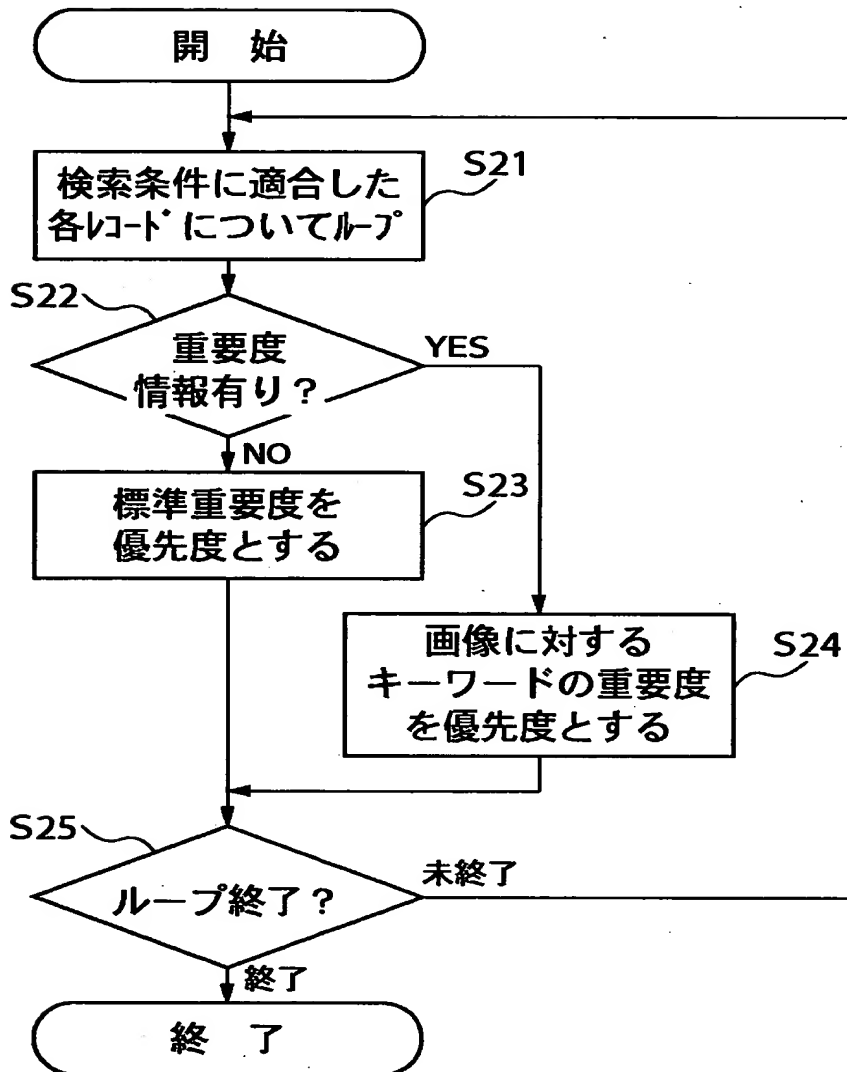 開 始
S21
検索条件に適合した
各ﾚｺｰﾄﾞについてﾙｰﾌﾟ
S22
重要度
情報有り？
YES
NO
S23
標準重要度を
優先度とする
S24
画像に対する
キーワードの重要度
を優先度とする
S25
ループ終了？
未終了
終了
終 了